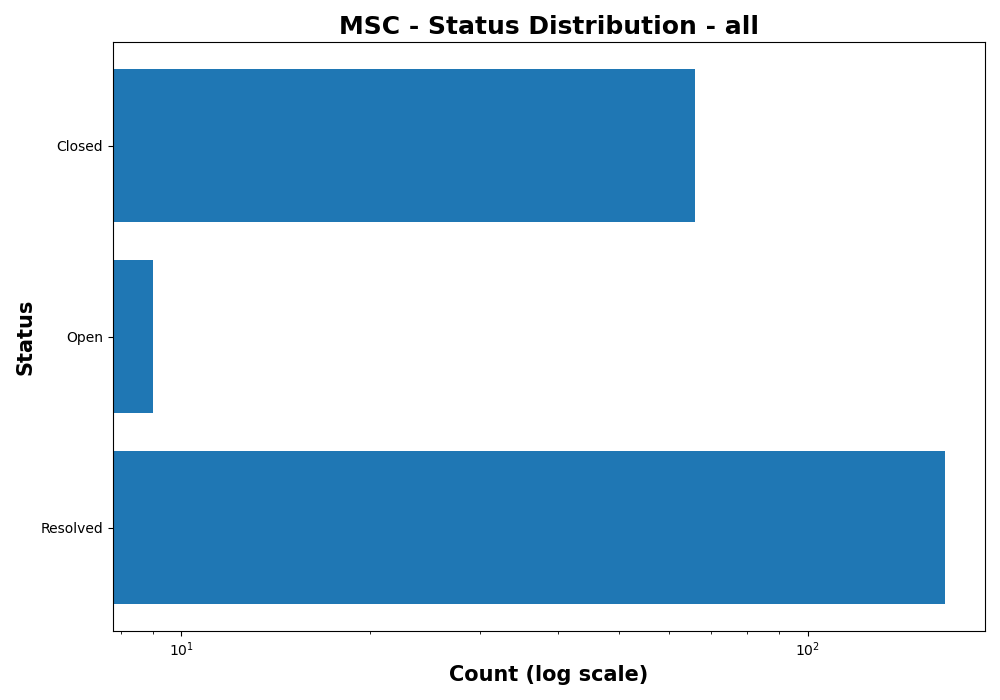 MSC - Status Distribution - all
Closed
Open
Resolved
Status
10¹ 10²
Count (log scale)